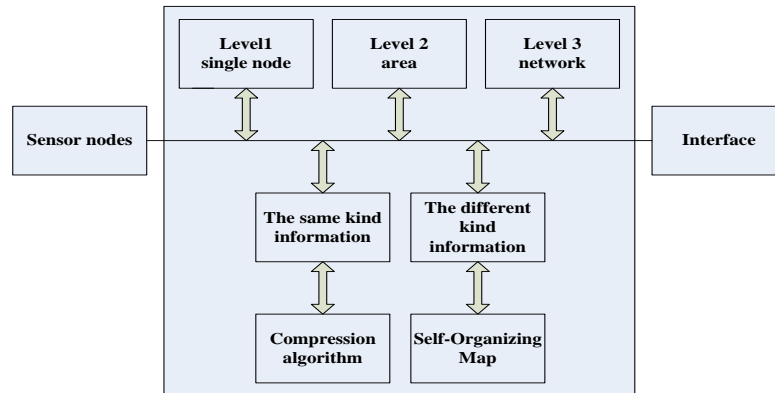 Level1
single node
Level 2
area
Level 3
network
Sensor nodes
Interface
The same kind
information
The different
kind
information
Compression
algorithm
Self-Organizing
Map